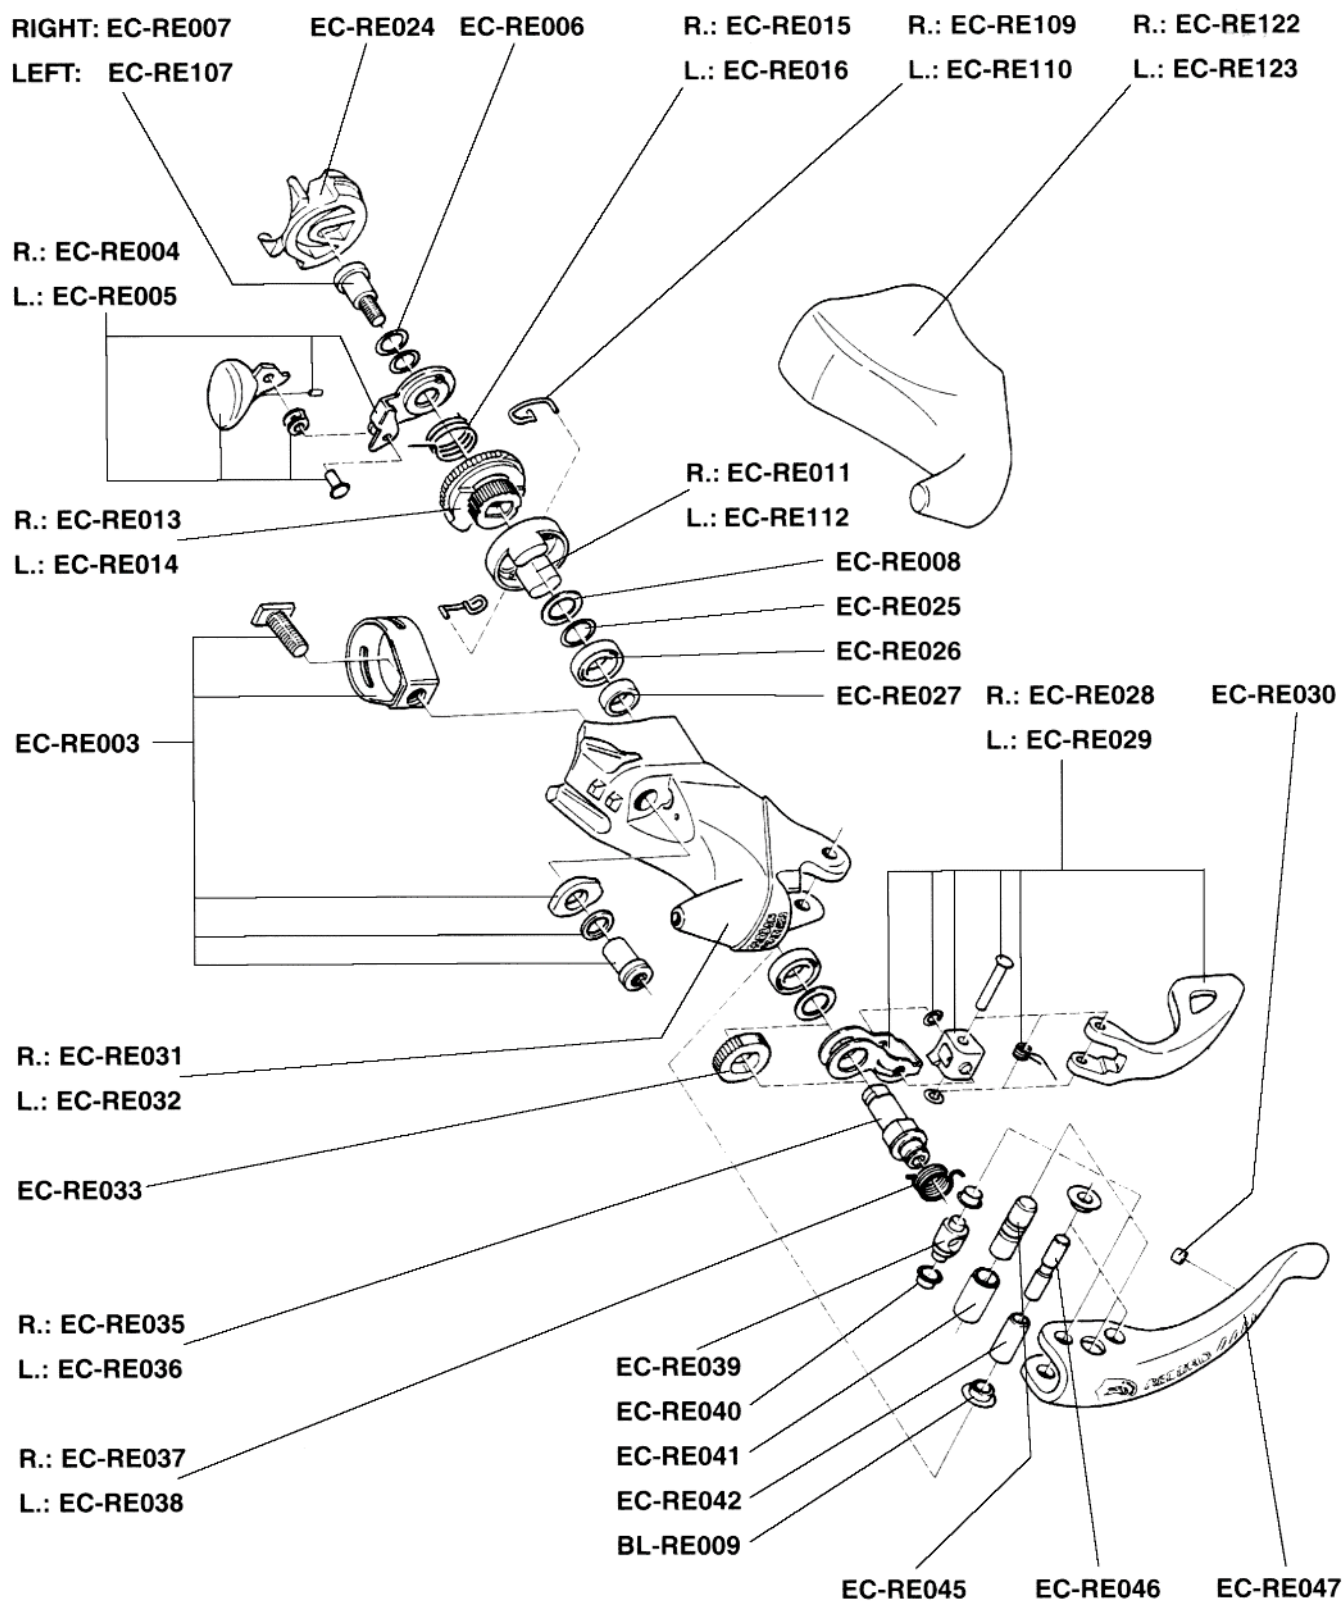 RIGHT: EC-RE007
LEFT: EC-RE107
EC-RE024
EC-RE006
R.: EC-RE015
L.: EC-RE016
R.: EC-RE109
L.: EC-RE110
R.: EC-RE122
L.: EC-RE123
R.: EC-RE004
L.: EC-RE005
R.: EC-RE011
L.: EC-RE112
R.: EC-RE013
L.: EC-RE014
EC-RE008
EC-RE025
EC-RE026
EC-RE027
R.: EC-RE028
L.: EC-RE029
EC-RE030
EC-RE003
R.: EC-RE031
L.: EC-RE032
EC-RE033
R.: EC-RE035
L.: EC-RE036
R.: EC-RE037
L.: EC-RE038
EC-RE039
EC-RE040
EC-RE041
EC-RE042
BL-RE009
RECORD
EC-RE045
EC-RE046
EC-RE047